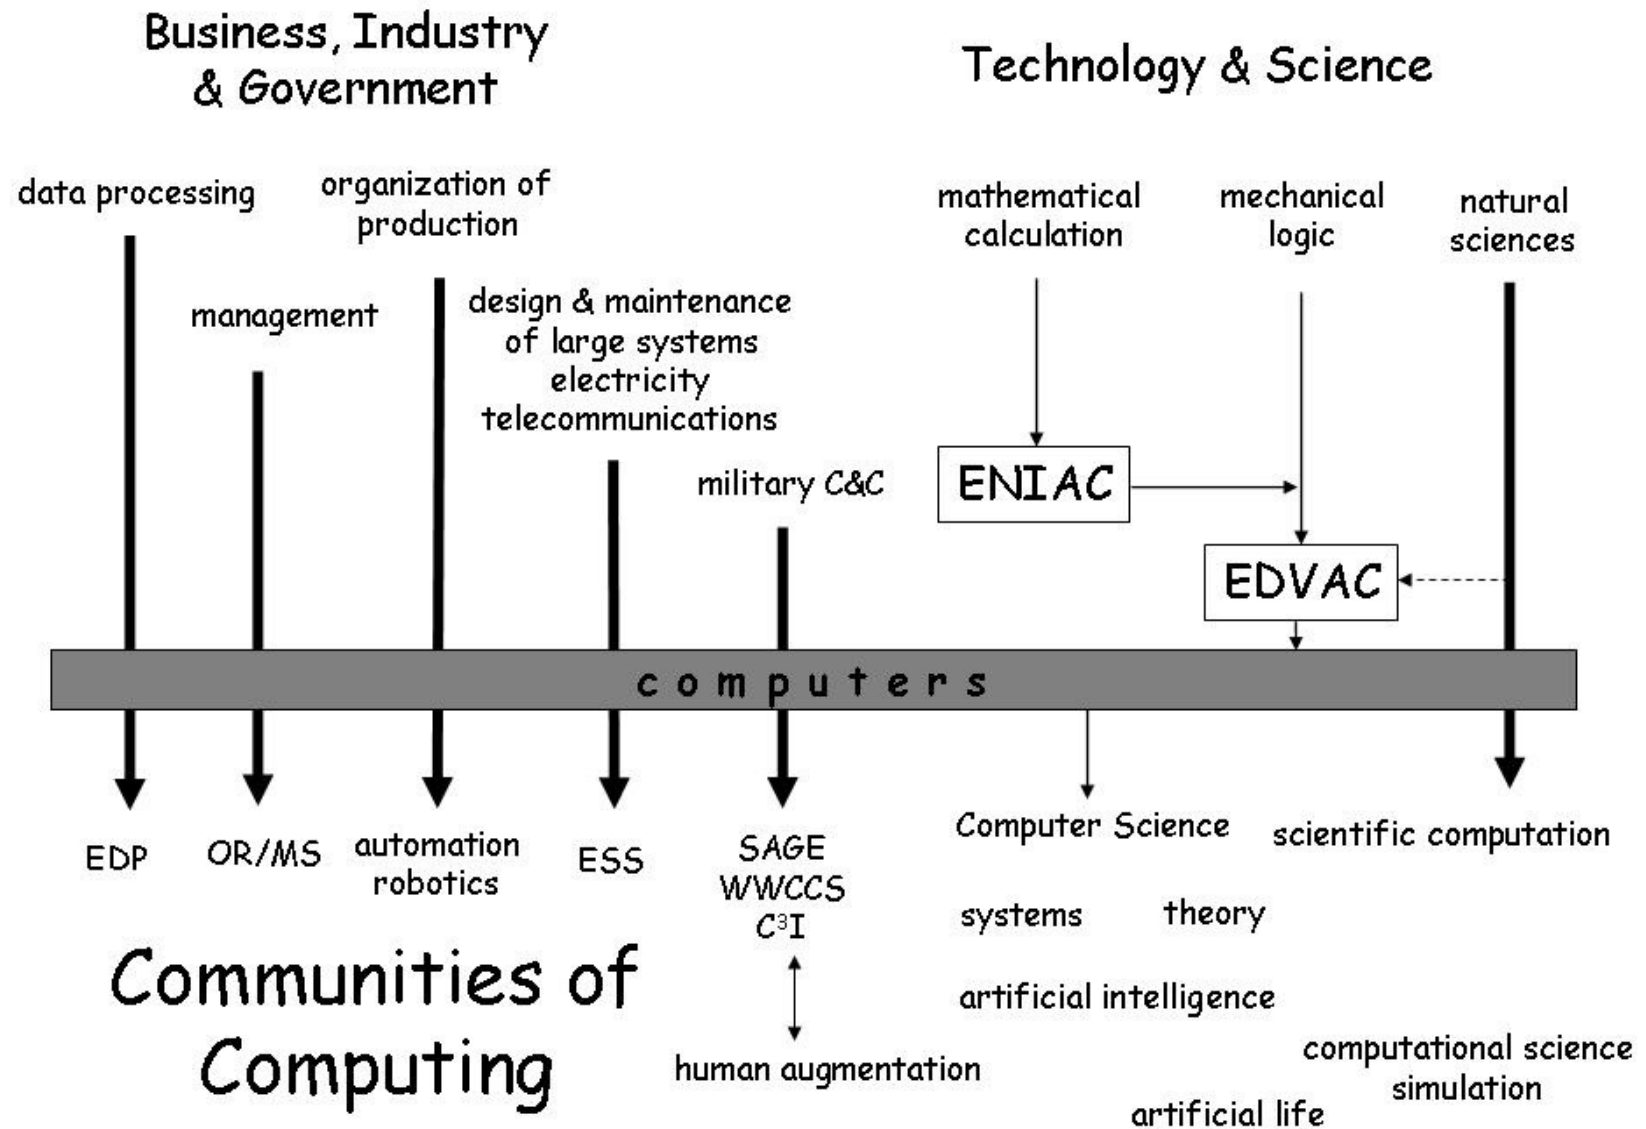 Business, Industry
& Government
Technology & Science
data processing
organization of
production
mathematical
calculation
mechanical
logic
natural
sciences
management
design & maintenance
of large systems
electricity
telecommunications
military C&C
ENIAC
EDVAC
computers
EDP
OR/MS
automation
robotics
ESS
SAGE
WWCCS
C³I
Computer Science
scientific computation
systems
theory
artificial intelligence
human augmentation
computational science
simulation
artificial life
Communities of
Computing